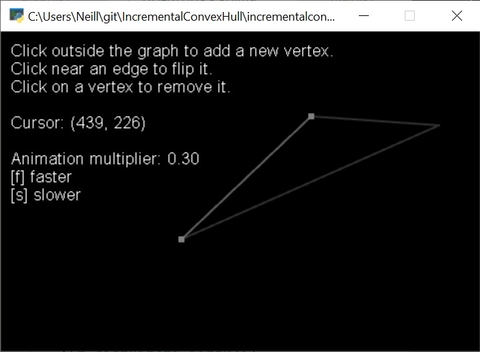 C:\Users\Neill\git\IncrementalConvexHull\incrementalcon...
Click outside the graph to add a new vertex.
Click near an edge to flip it.
Click on a vertex to remove it.
Cursor: (439, 226)
Animation multiplier: 0.30
[f] faster
[s] slower